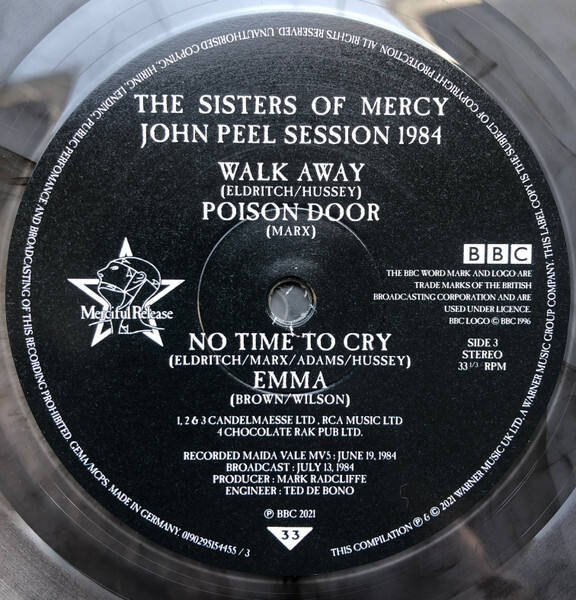 THE SISTERS OF MERCY
JOHN PEEL SESSION 1984
WALK AWAY
(ELDRITCH/HUSSEY)
POISON DOOR
(MARX)
Merciful Release
BBC
THE BBC WORD MARK AND LOGO ARE
TRADE MARKS OF THE BRITISH
BROADCASTING CORPORATION AND ARE
USED UNDER LICENCE.
BBC LOGO © BBC 1996
SIDE 3
STEREO
33 1/3 - RPM
NO TIME TO CRY
(ELDRITCH/MARX/ADAMS/HUSSEY)
EMMA
(BROWN/WILSON)
1, 2 & 3 CANDELMAESSE LTD , RCA MUSIC LTD
4 CHOCOLATE RAK PUB LTD.
RECORDED MAIDA VALE MV5 : JUNE 19, 1984
BROADCAST : JULY 13, 1984
PRODUCER : MARK RADCLIFFE
ENGINEER : TED DE BONO
℗ BBC 2021
33
THIS COMPILATION ℗ & © 2021 WARNER MUSIC UK LTD. A WARNER MUSIC GROUP COMPANY. THIS LABEL COPY IS THE SUBJECT OF COPYRIGHT PROTECTION. ALL RIGHT RESERVED. UNAUTHORISED COPYING, HIRING, LENDING, PUBLIC PERFOMANCE AND BROADCASTING OF THIS RECORDING PROHIBITED. GEMA/MCPS. MADE IN GERMANY. 0190295154455 / 3